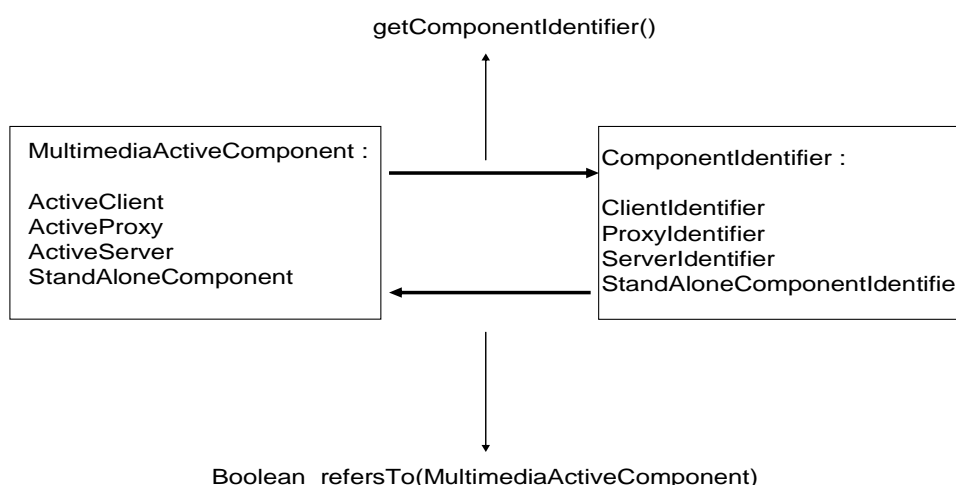 getComponentIdentifier()
MultimediaActiveComponent :
ActiveClient
ActiveProxy
ActiveServer
StandAloneComponent
ComponentIdentifier :
ClientIdentifier
ProxyIdentifier
ServerIdentifier
StandAloneComponentIdentifie
Boolean refersTo(MultimediaActiveComponent)